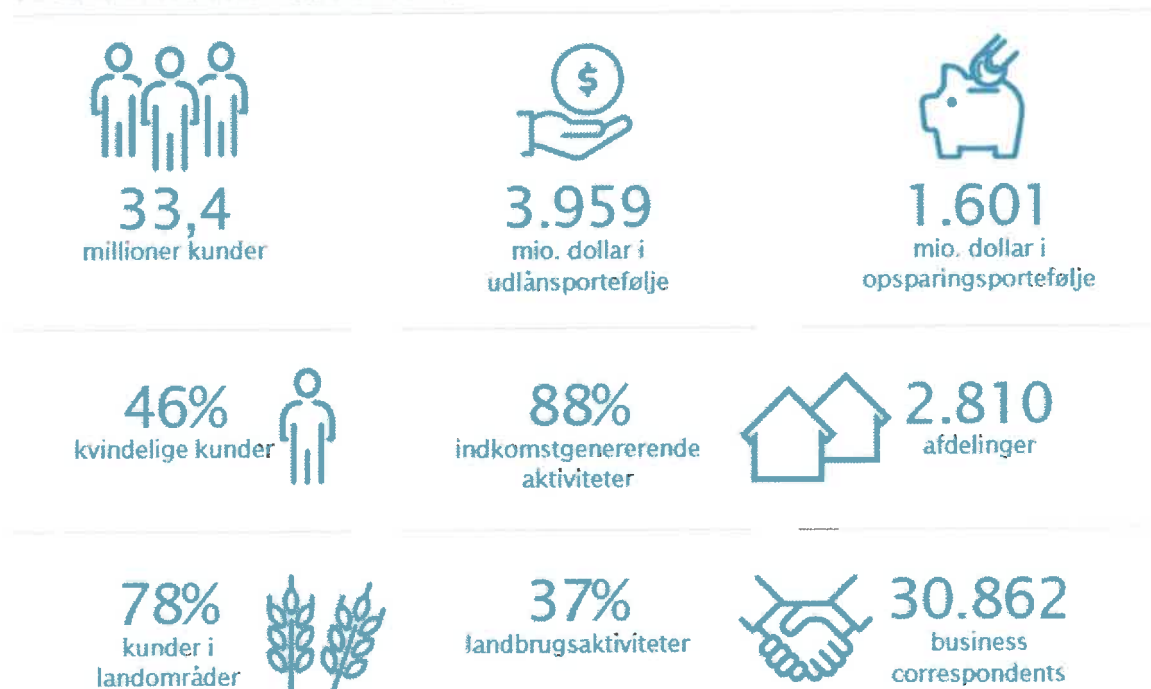 33,4
millioner kunder
3.959
mio. dollar i
udlånsportefølje
1.601
mio. dollar i
opsparingsportefølje
46%
kvindelige kunder
88%
indkomstgenererende
aktiviteter
2.810
afdelinger
78%
kunder i
landområder
37%
landbrugsaktiviteter
30.862
business
correspondents